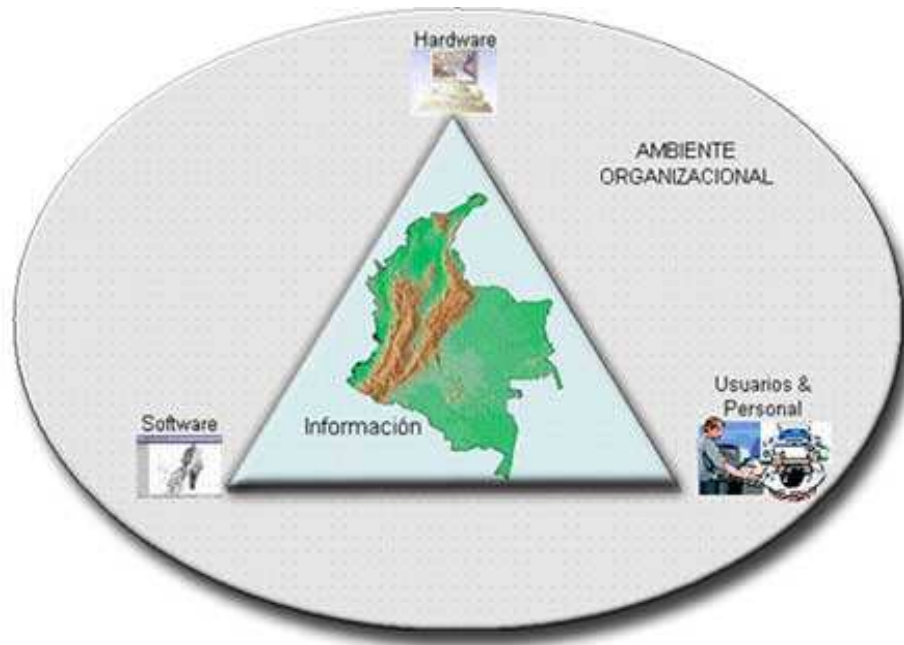 Hardware
AMBIENTE
ORGANIZACIONAL
Usuarios &
Personal
Software
Información